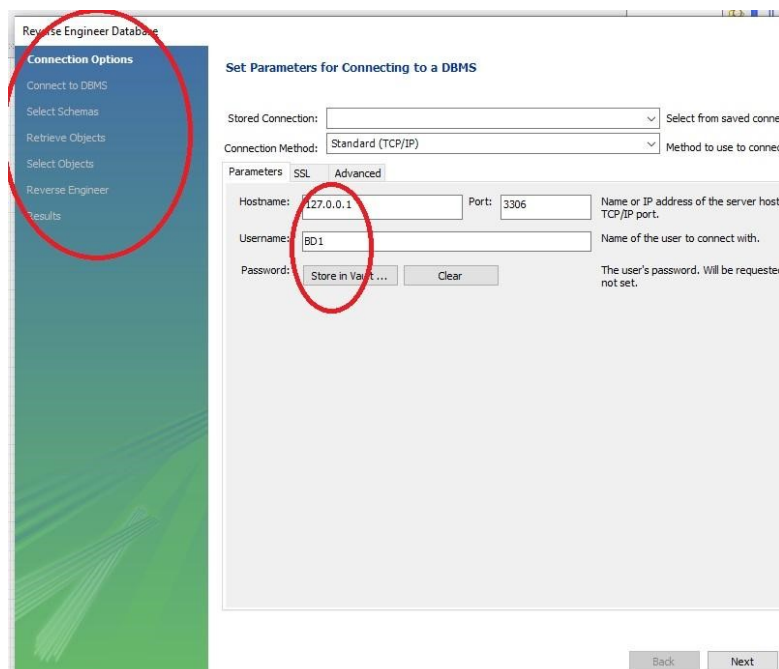 Reverse Engineer Database
Connection Options
Connect to DBMS
Select Schemas
Retrieve Objects
Select Objects
Reverse Engineer
Results
Set Parameters for Connecting to a DBMS
Stored Connection: Select from saved conne
Connection Method: Standard (TCP/IP) Method to use to connec
Parameters SSL Advanced
Hostname: 127.0.0.1 Port: 3306 Name or IP address of the server host
TCP/IP port.
Username: BD1 Name of the user to connect with.
Password: Store in Vault ... Clear The user's password. Will be requeste
not set.
Back Next